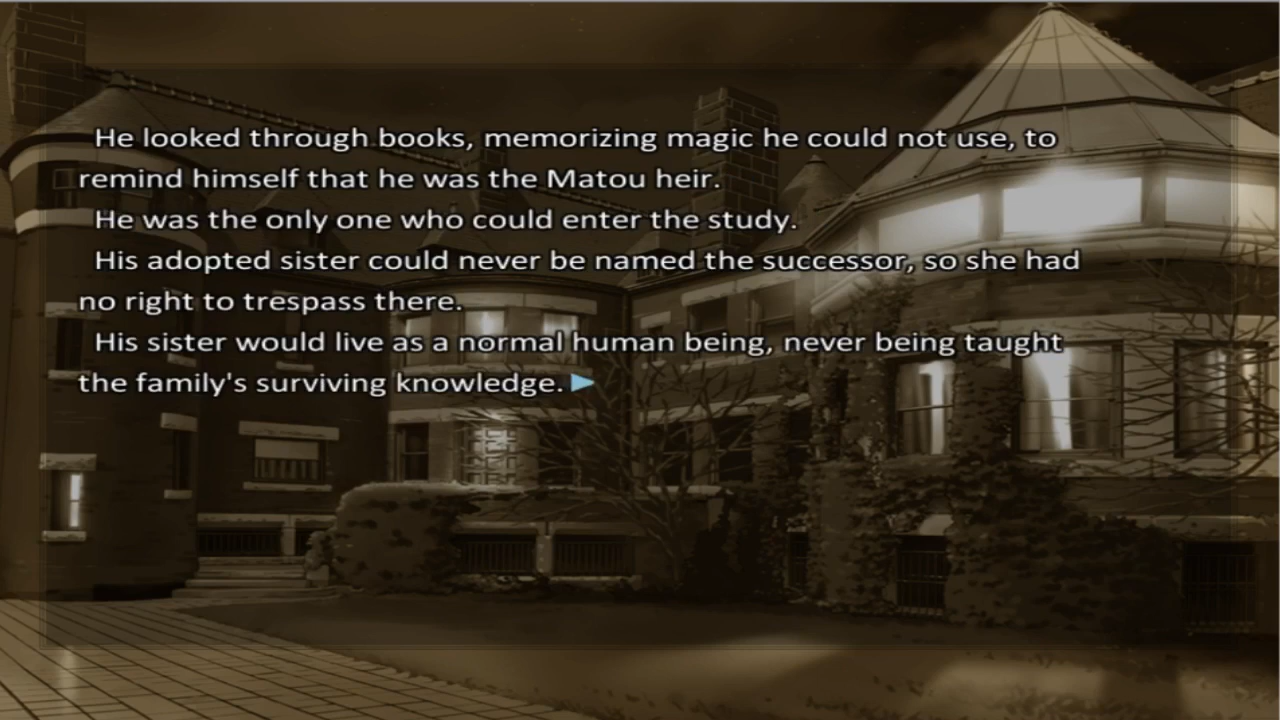 He looked through books, memorizing magic he could not use, to
remind himself that he was the Matou heir.
He was the only one who could enter the study.
His adopted sister could never be named the successor, so she had
no right to trespass there.
His sister would live as a normal human being, never being taught
the family's surviving knowledge.